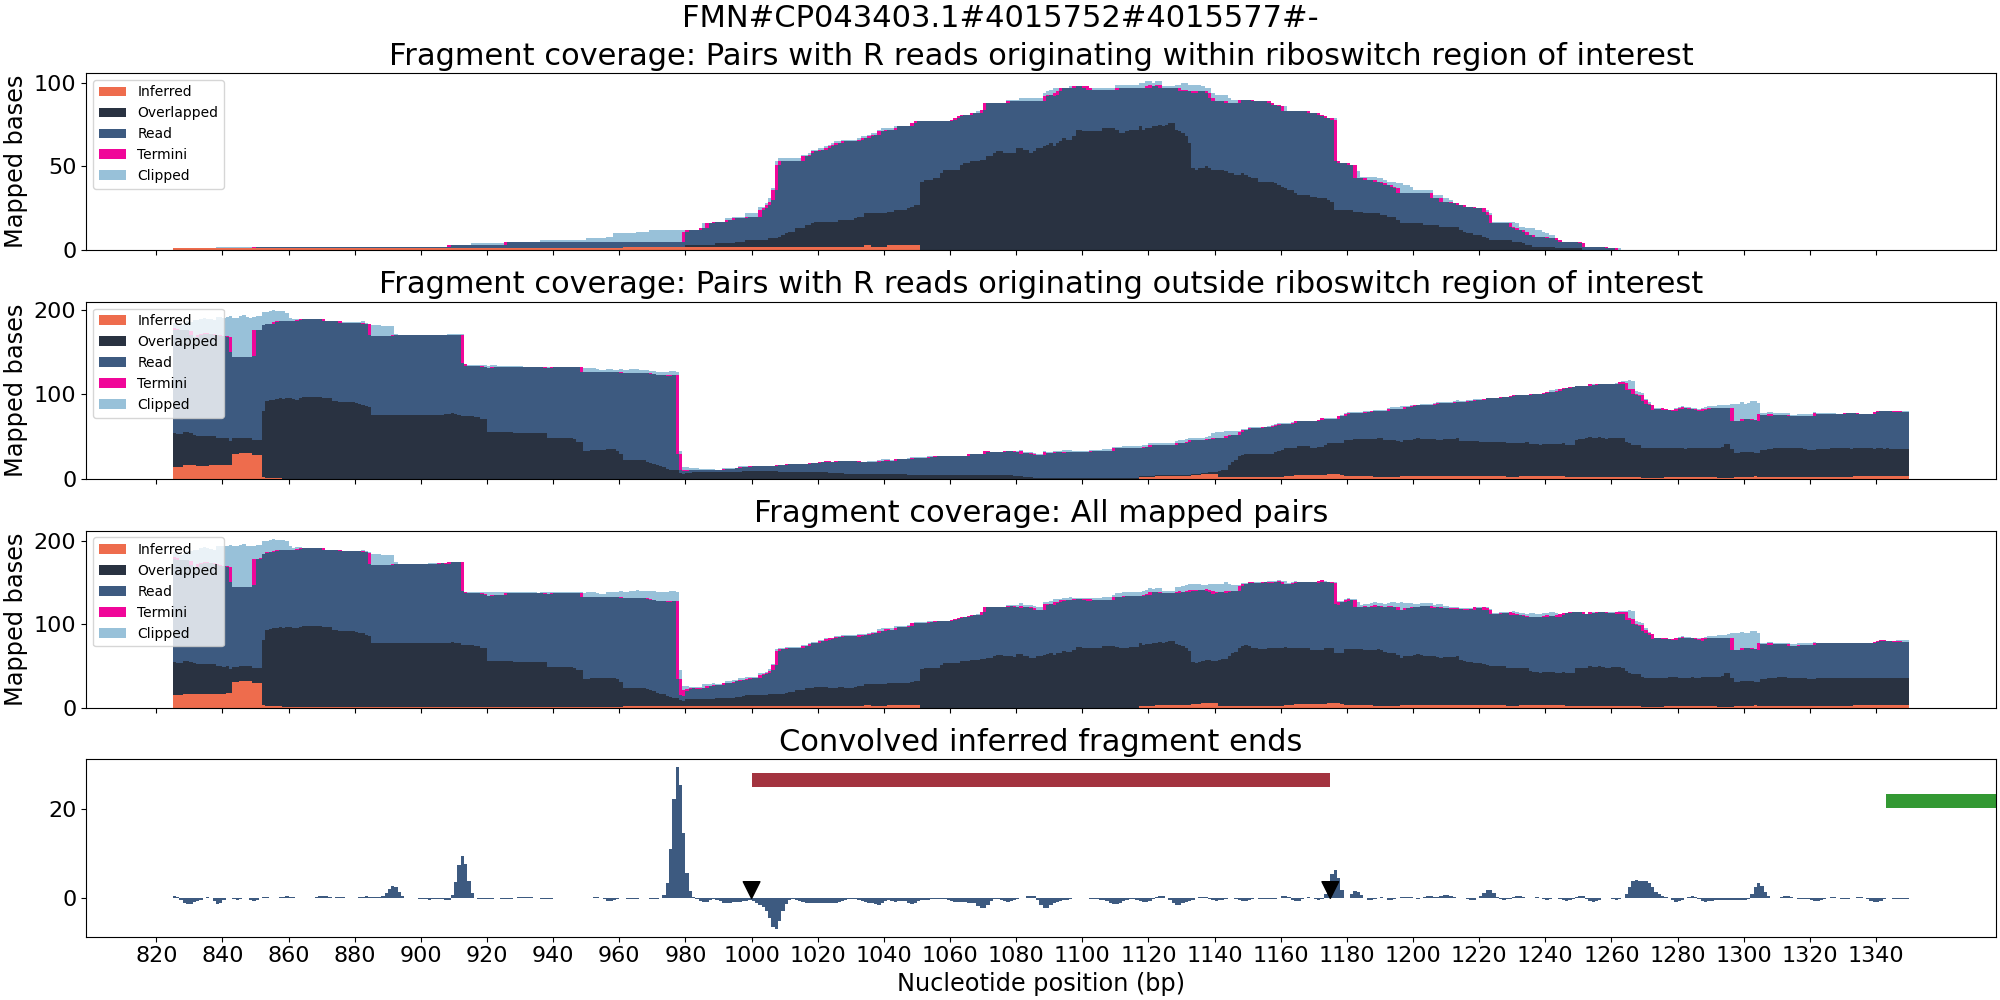 FMN#CP043403.1#4015752#4015577#-
Fragment coverage: Pairs with R reads originating within riboswitch region of interest
Mapped bases
100
50
0
Inferred
Overlapped
Read
Termini
Clipped
Fragment coverage: Pairs with R reads originating outside riboswitch region of interest
Mapped bases
200
100
0
Inferred
Overlapped
Read
Termini
Clipped
Fragment coverage: All mapped pairs
Mapped bases
200
100
0
Inferred
Overlapped
Read
Termini
Clipped
Convolved inferred fragment ends
20
0
820 840 860 880 900 920 940 960 980 1000 1020 1040 1060 1080 1100 1120 1140 1160 1180 1200 1220 1240 1260 1280 1300 1320 1340
Nucleotide position (bp)